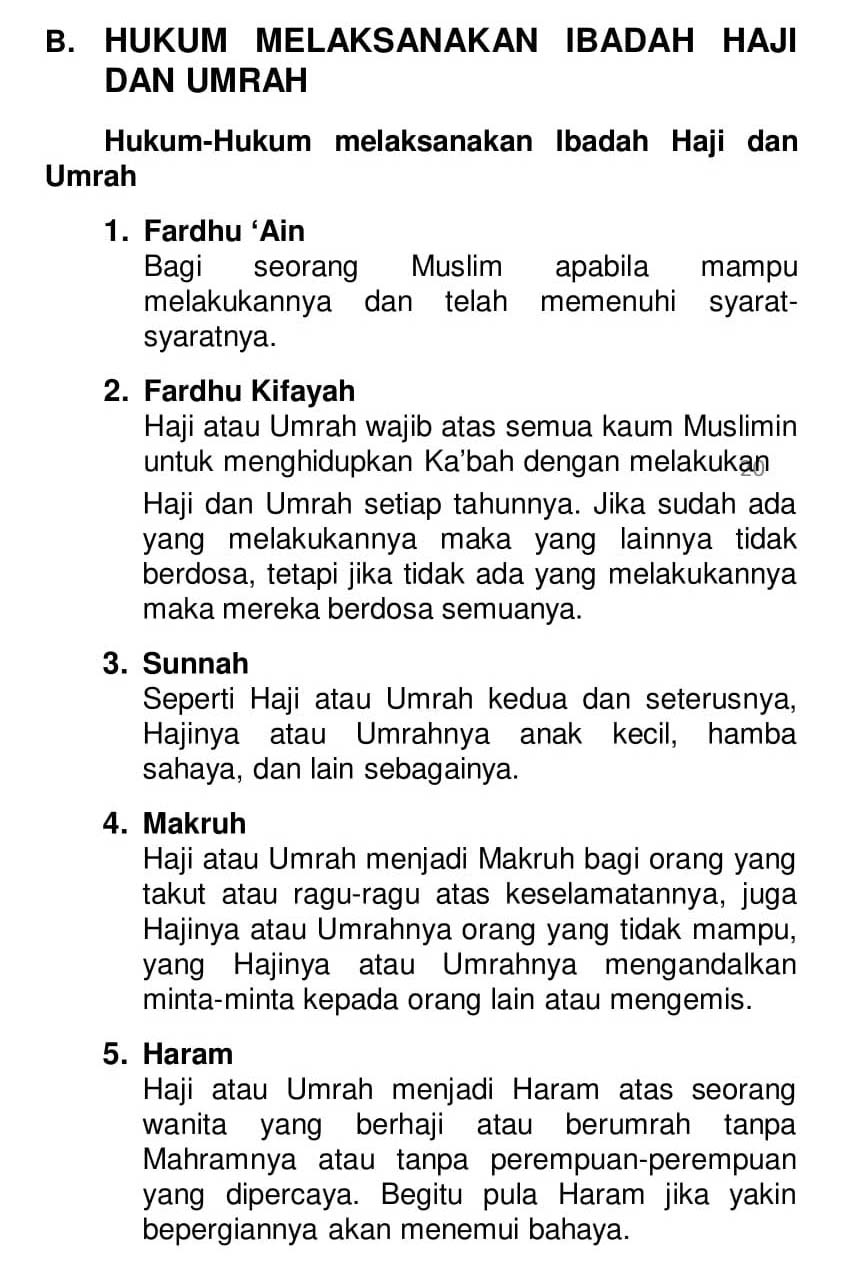 B. HUKUM MELAKSANAKAN IBADAH HAJI
DAN UMRAH
Hukum-Hukum melaksanakan Ibadah Haji dan
Umrah
1. Fardhu ‘Ain
Bagi seorang Muslim apabila mampu
melakukannya dan telah memenuhi syarat-
syaratnya.
2. Fardhu Kifayah
Haji atau Umrah wajib atas semua kaum Muslimin
untuk menghidupkan Ka’bah dengan melakukan
20
Haji dan Umrah setiap tahunnya. Jika sudah ada
yang melakukannya maka yang lainnya tidak
berdosa, tetapi jika tidak ada yang melakukannya
maka mereka berdosa semuanya.
3. Sunnah
Seperti Haji atau Umrah kedua dan seterusnya,
Hajinya atau Umrahnya anak kecil, hamba
sahaya, dan lain sebagainya.
4. Makruh
Haji atau Umrah menjadi Makruh bagi orang yang
takut atau ragu-ragu atas keselamatannya, juga
Hajinya atau Umrahnya orang yang tidak mampu,
yang Hajinya atau Umrahnya mengandalkan
minta-minta kepada orang lain atau mengemis.
5. Haram
Haji atau Umrah menjadi Haram atas seorang
wanita yang berhaji atau berumrah tanpa
Mahramnya atau tanpa perempuan-perempuan
yang dipercaya. Begitu pula Haram jika yakin
bepergiannya akan menemui bahaya.